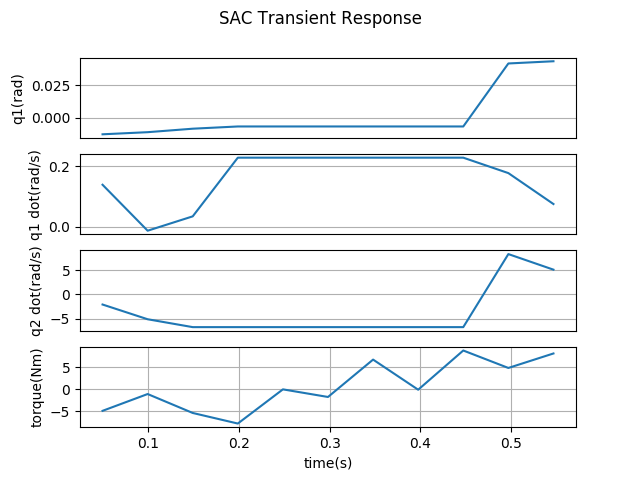 SAC Transient Response
q1(rad)
0.025
0.000
q1 dot(rad/s)
0.2
0.0
q2 dot(rad/s)
5
0
−5
torque(Nm)
5
0
−5
0.1 0.2 0.3 0.4 0.5
time(s)